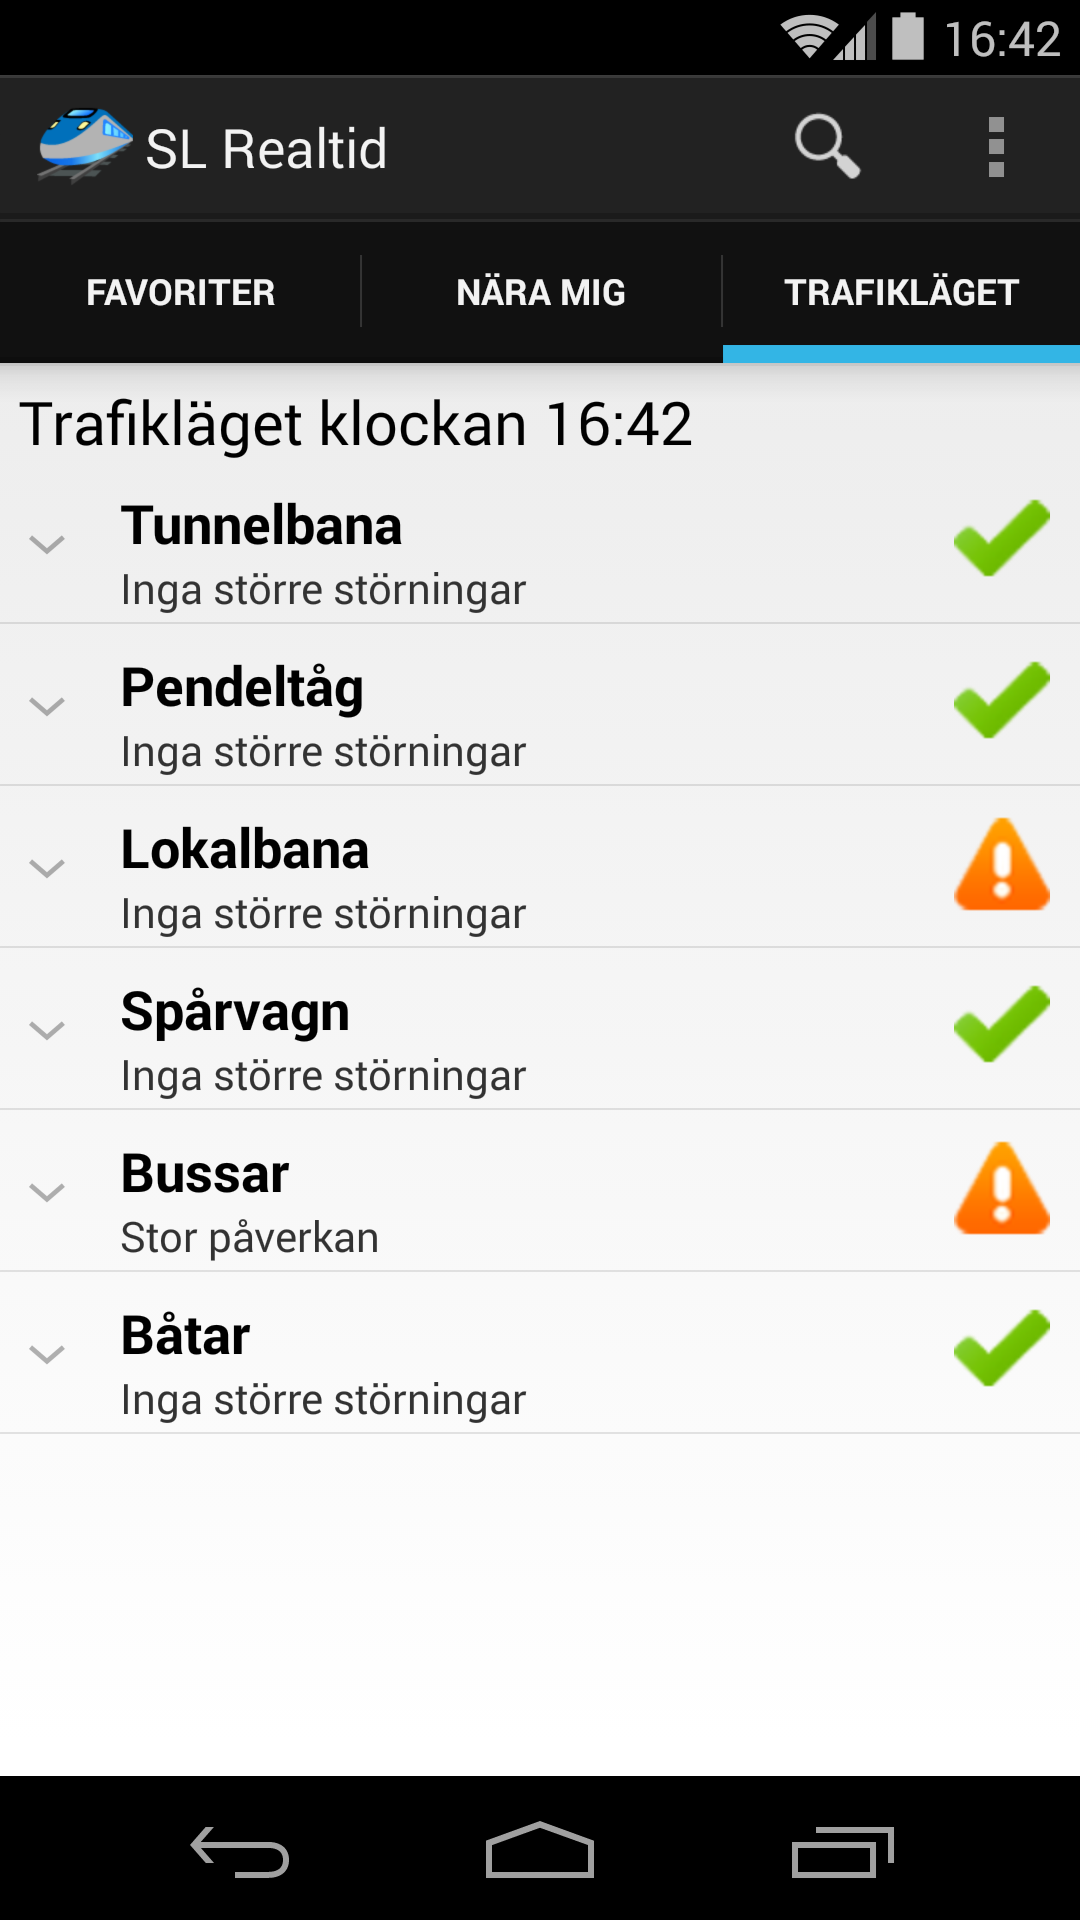 16:42
SL Realtid
FAVORITER
NÄRA MIG
TRAFIKLÄGET
Trafikläget klockan 16:42
Tunnelbana
Inga större störningar
Pendeltåg
Inga större störningar
Lokalbana
Inga större störningar
Spårvagn
Inga större störningar
Bussar
Stor påverkan
Båtar
Inga större störningar